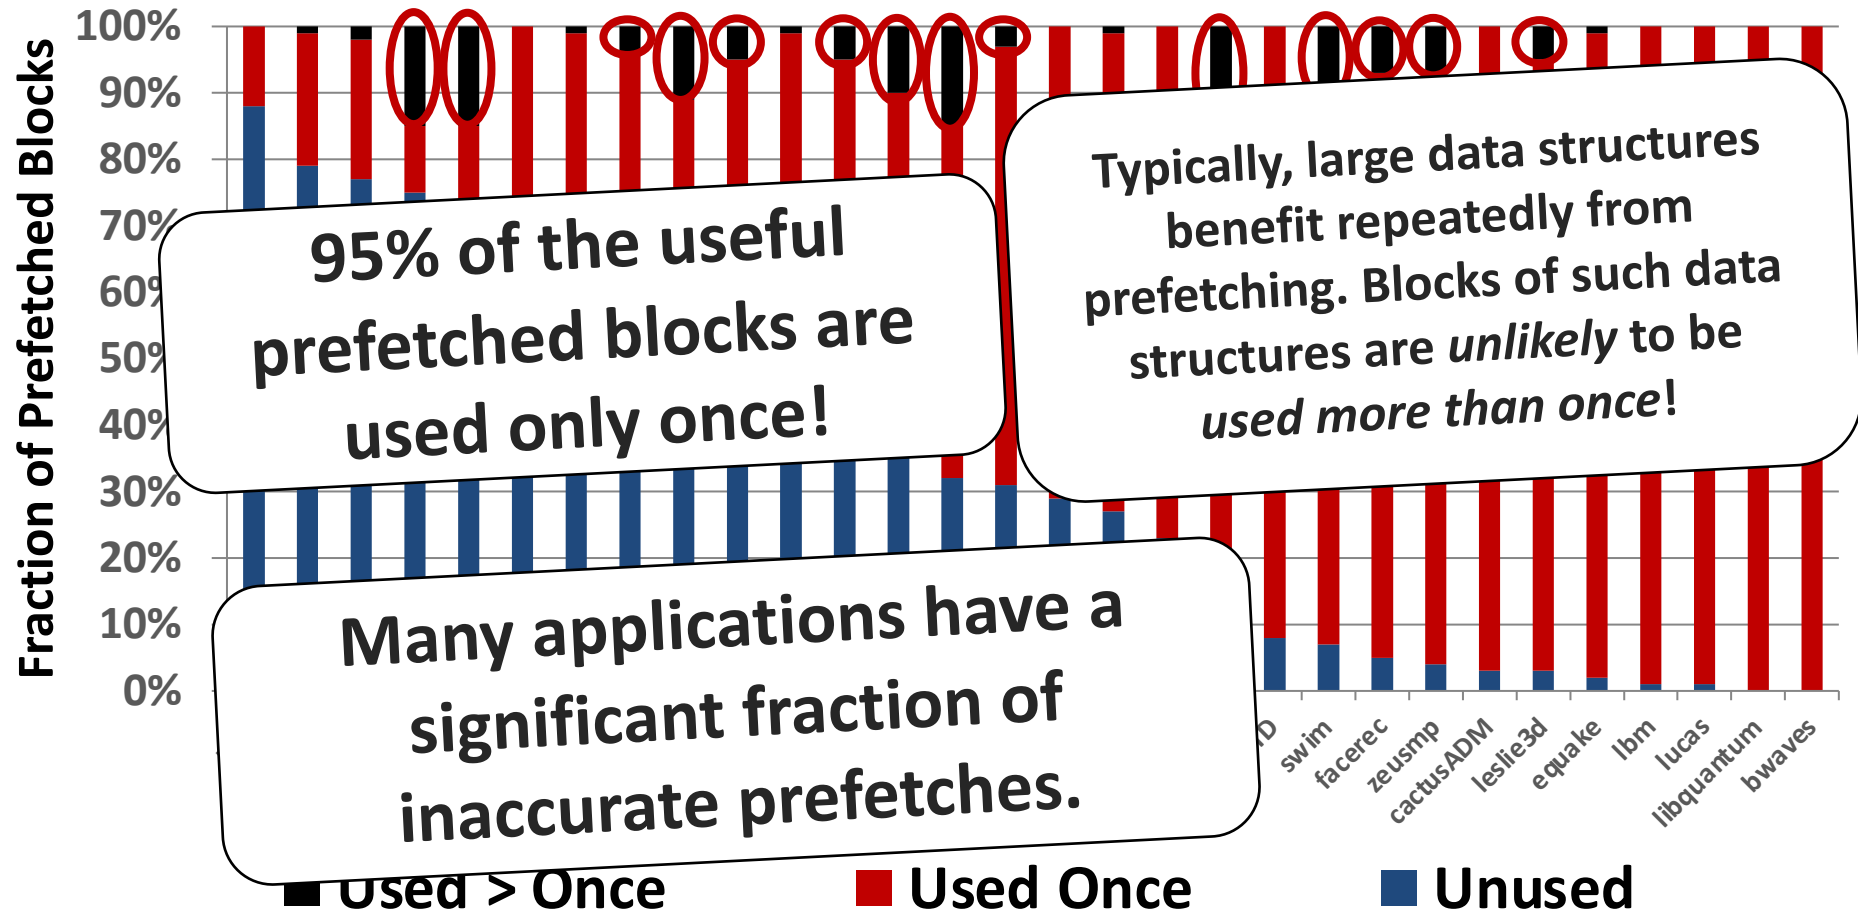 Fraction of Prefetched Blocks
100%
90%
80%
70%
60%
50%
40%
30%
20%
10%
0%
95% of the useful
prefetched blocks are
used only once!
Typically, large data structures
benefit repeatedly from
prefetching. Blocks of such data
structures are unlikely to be
used more than once!
Many applications have a
significant fraction of
inaccurate prefetches.
swim
facerec
zeusmp
cactusADM
leslie3d
equake
lbm
lucas
libquantum
bwaves
Used > Once
Used Once
Unused